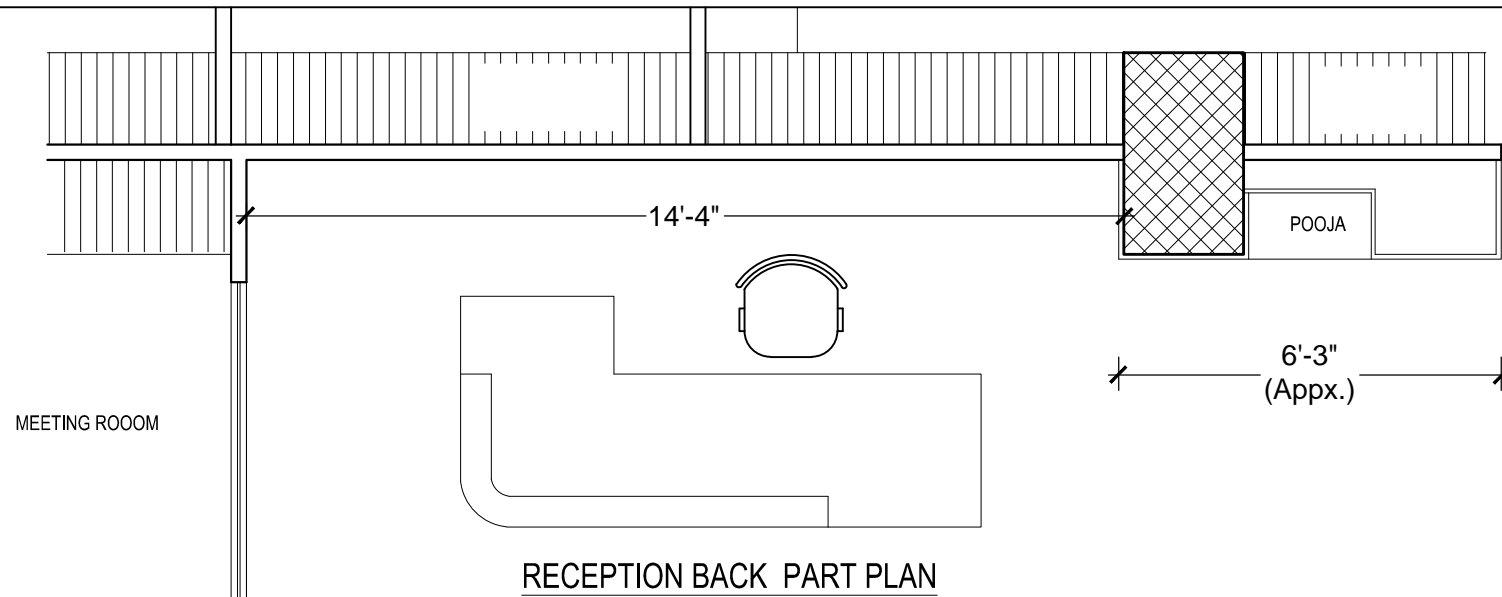 14'-4"
POOJA
6'-3"
(Appx.)
MEETING ROOOM
RECEPTION BACK PART PLAN